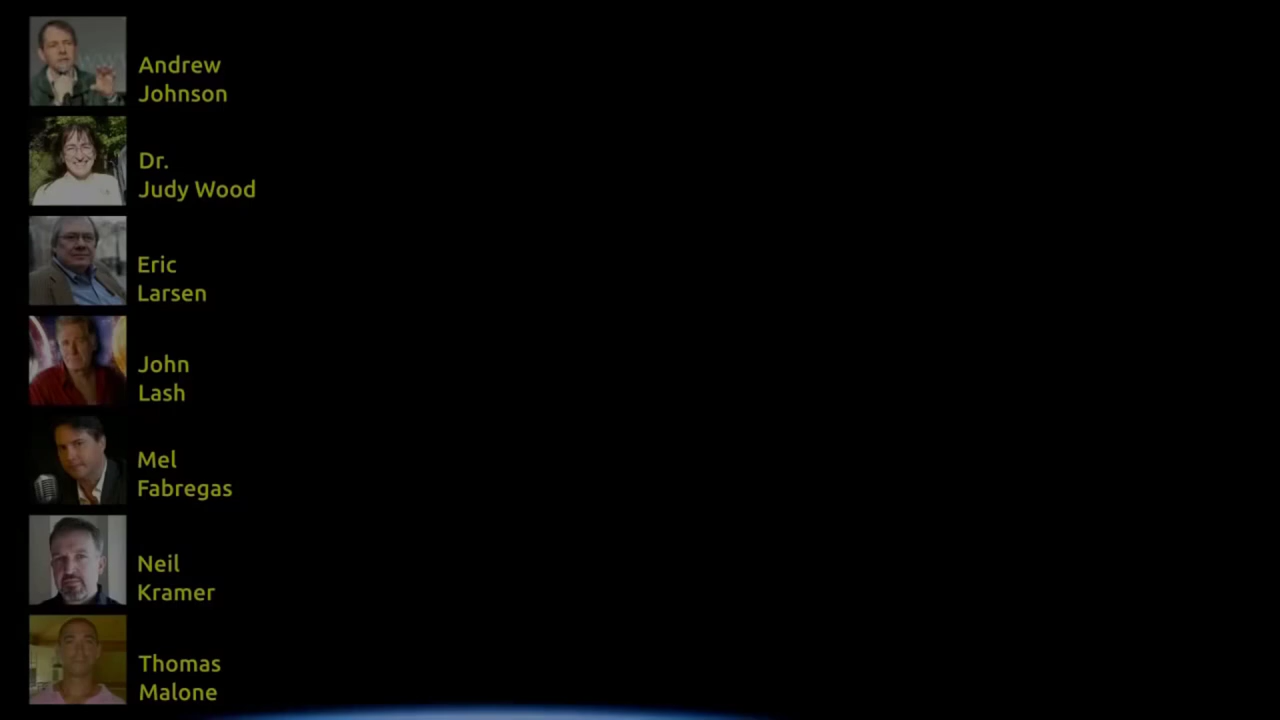 Andrew
Johnson
Dr.
Judy Wood
Eric
Larsen
John
Lash
Mel
Fabregas
Neil
Kramer
Thomas
Malone